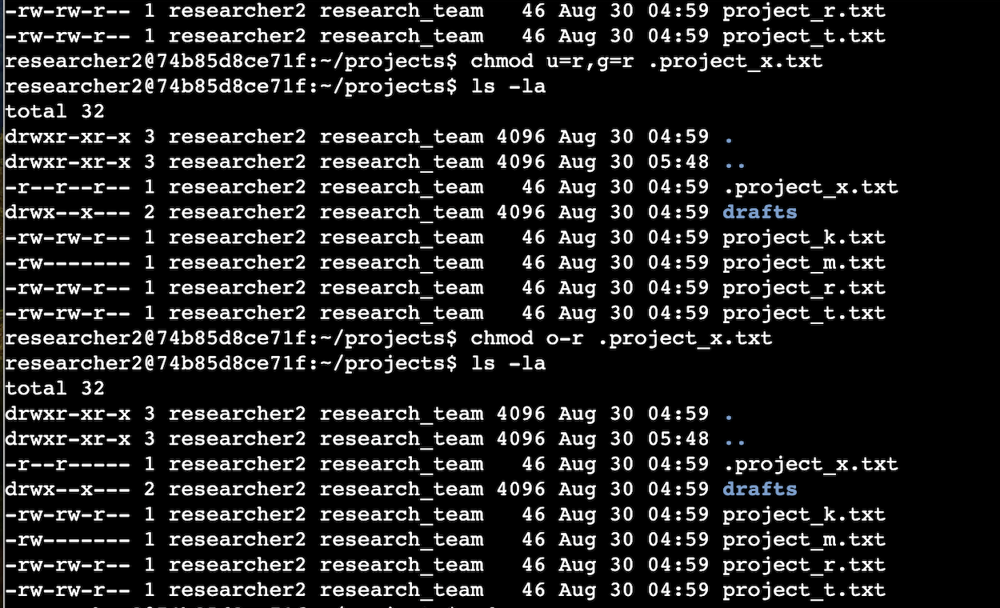 -rw-rw-r-- 1 researcher2 research_team   46 Aug 30 04:59 project_r.txt
-rw-rw-r-- 1 researcher2 research_team   46 Aug 30 04:59 project_t.txt
researcher2@74b85d8ce71f:~/projects$ chmod u=r,g=r .project_x.txt
researcher2@74b85d8ce71f:~/projects$ ls -la
total 32
drwxr-xr-x 3 researcher2 research_team 4096 Aug 30 04:59 .
drwxr-xr-x 3 researcher2 research_team 4096 Aug 30 05:48 ..
-r--r--r-- 1 researcher2 research_team   46 Aug 30 04:59 .project_x.txt
drwx--x--- 2 researcher2 research_team 4096 Aug 30 04:59 drafts
-rw-rw-r-- 1 researcher2 research_team   46 Aug 30 04:59 project_k.txt
-rw------- 1 researcher2 research_team   46 Aug 30 04:59 project_m.txt
-rw-rw-r-- 1 researcher2 research_team   46 Aug 30 04:59 project_r.txt
-rw-rw-r-- 1 researcher2 research_team   46 Aug 30 04:59 project_t.txt
researcher2@74b85d8ce71f:~/projects$ chmod o-r .project_x.txt
researcher2@74b85d8ce71f:~/projects$ ls -la
total 32
drwxr-xr-x 3 researcher2 research_team 4096 Aug 30 04:59 .
drwxr-xr-x 3 researcher2 research_team 4096 Aug 30 05:48 ..
-r--r----- 1 researcher2 research_team   46 Aug 30 04:59 .project_x.txt
drwx--x--- 2 researcher2 research_team 4096 Aug 30 04:59 drafts
-rw-rw-r-- 1 researcher2 research_team   46 Aug 30 04:59 project_k.txt
-rw------- 1 researcher2 research_team   46 Aug 30 04:59 project_m.txt
-rw-rw-r-- 1 researcher2 research_team   46 Aug 30 04:59 project_r.txt
-rw-rw-r-- 1 researcher2 research_team   46 Aug 30 04:59 project_t.txt